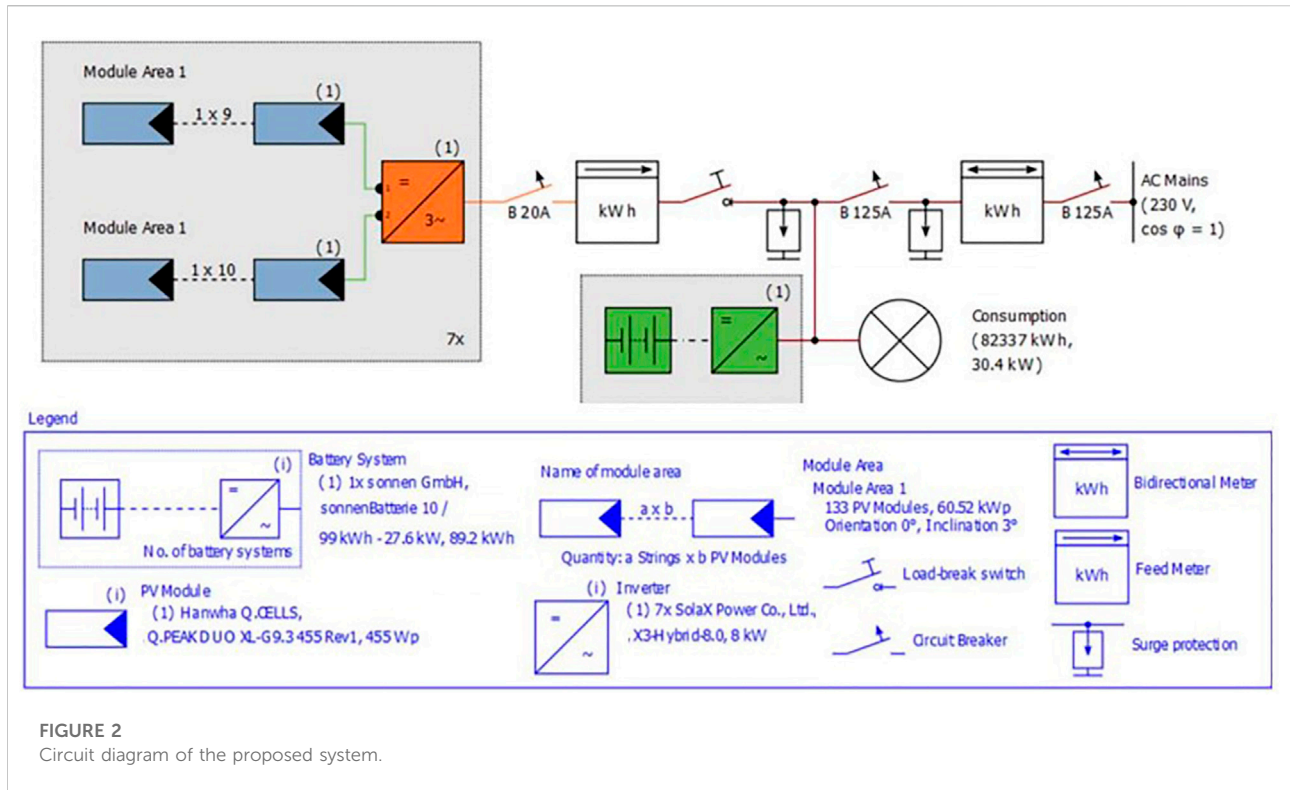 Module Area 1
(1)
1 x 9
(1)
1
=
2
3~
Module Area 1
(1)
1 x 10
7x
B 20A
kWh
B 125A
kWh
B 125A
AC Mains
(230 V,
cos φ = 1)
(1)
=
~
Consumption
(82337 kWh,
30.4 kW)
Legend
(i)
=
~
No. of battery systems
Battery System
(1) 1x sonnen GmbH,
sonnenBatterie 10 /
99 kWh - 27.6 kW, 89.2 kWh
(i)
PV Module
(1) Hanwha Q.CELLS,
.Q.PEAK DUO XL-G9.3 455 Rev1, 455 Wp
Name of module area
a x b
Quantity: a Strings x b PV Modules
(i)
=
~
Inverter
(1) 7x SolaX Power Co., Ltd.,
.X3-Hybrid-8.0, 8 kW
Module Area
Module Area 1
133 PV Modules, 60.52 kWp
Orientation 0°, Inclination 3°
Load-break switch
Circuit Breaker
kWh
Bidirectional Meter
kWh
Feed Meter
Surge protection
FIGURE 2
Circuit diagram of the proposed system.